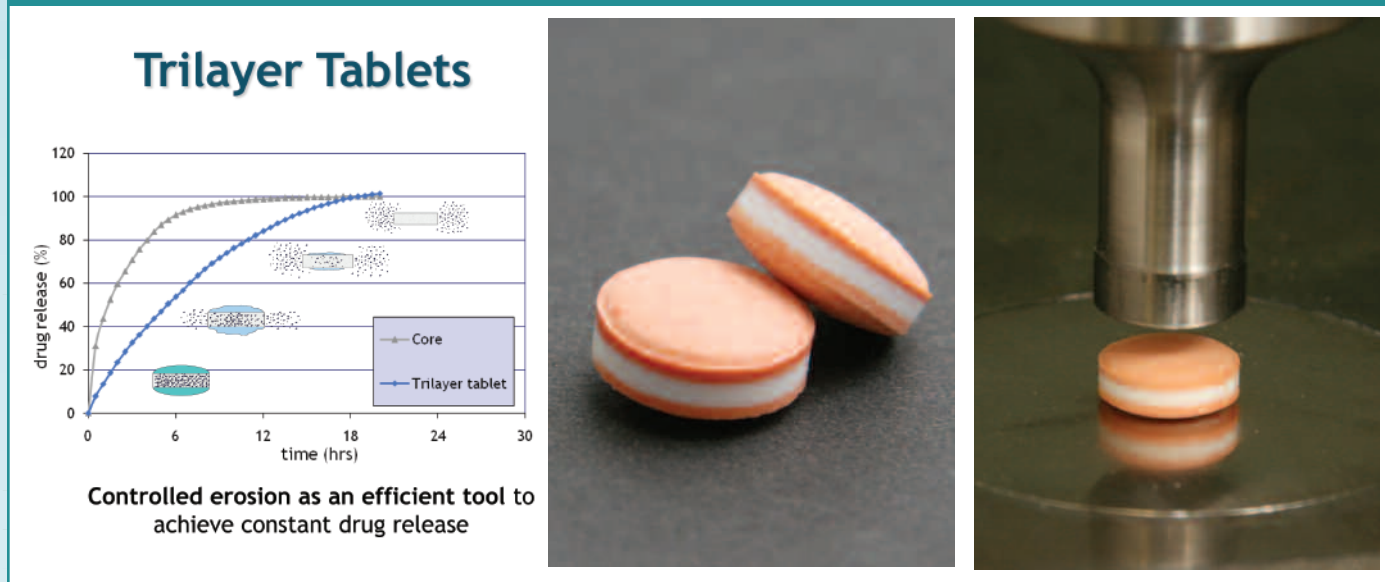 Trilayer Tablets
120
100
80
60
40
20
0
drug release (%)
0 6 12 18 24 30
time (hrs)
Core
Trilayer tablet
Controlled erosion as an efficient tool to
achieve constant drug release